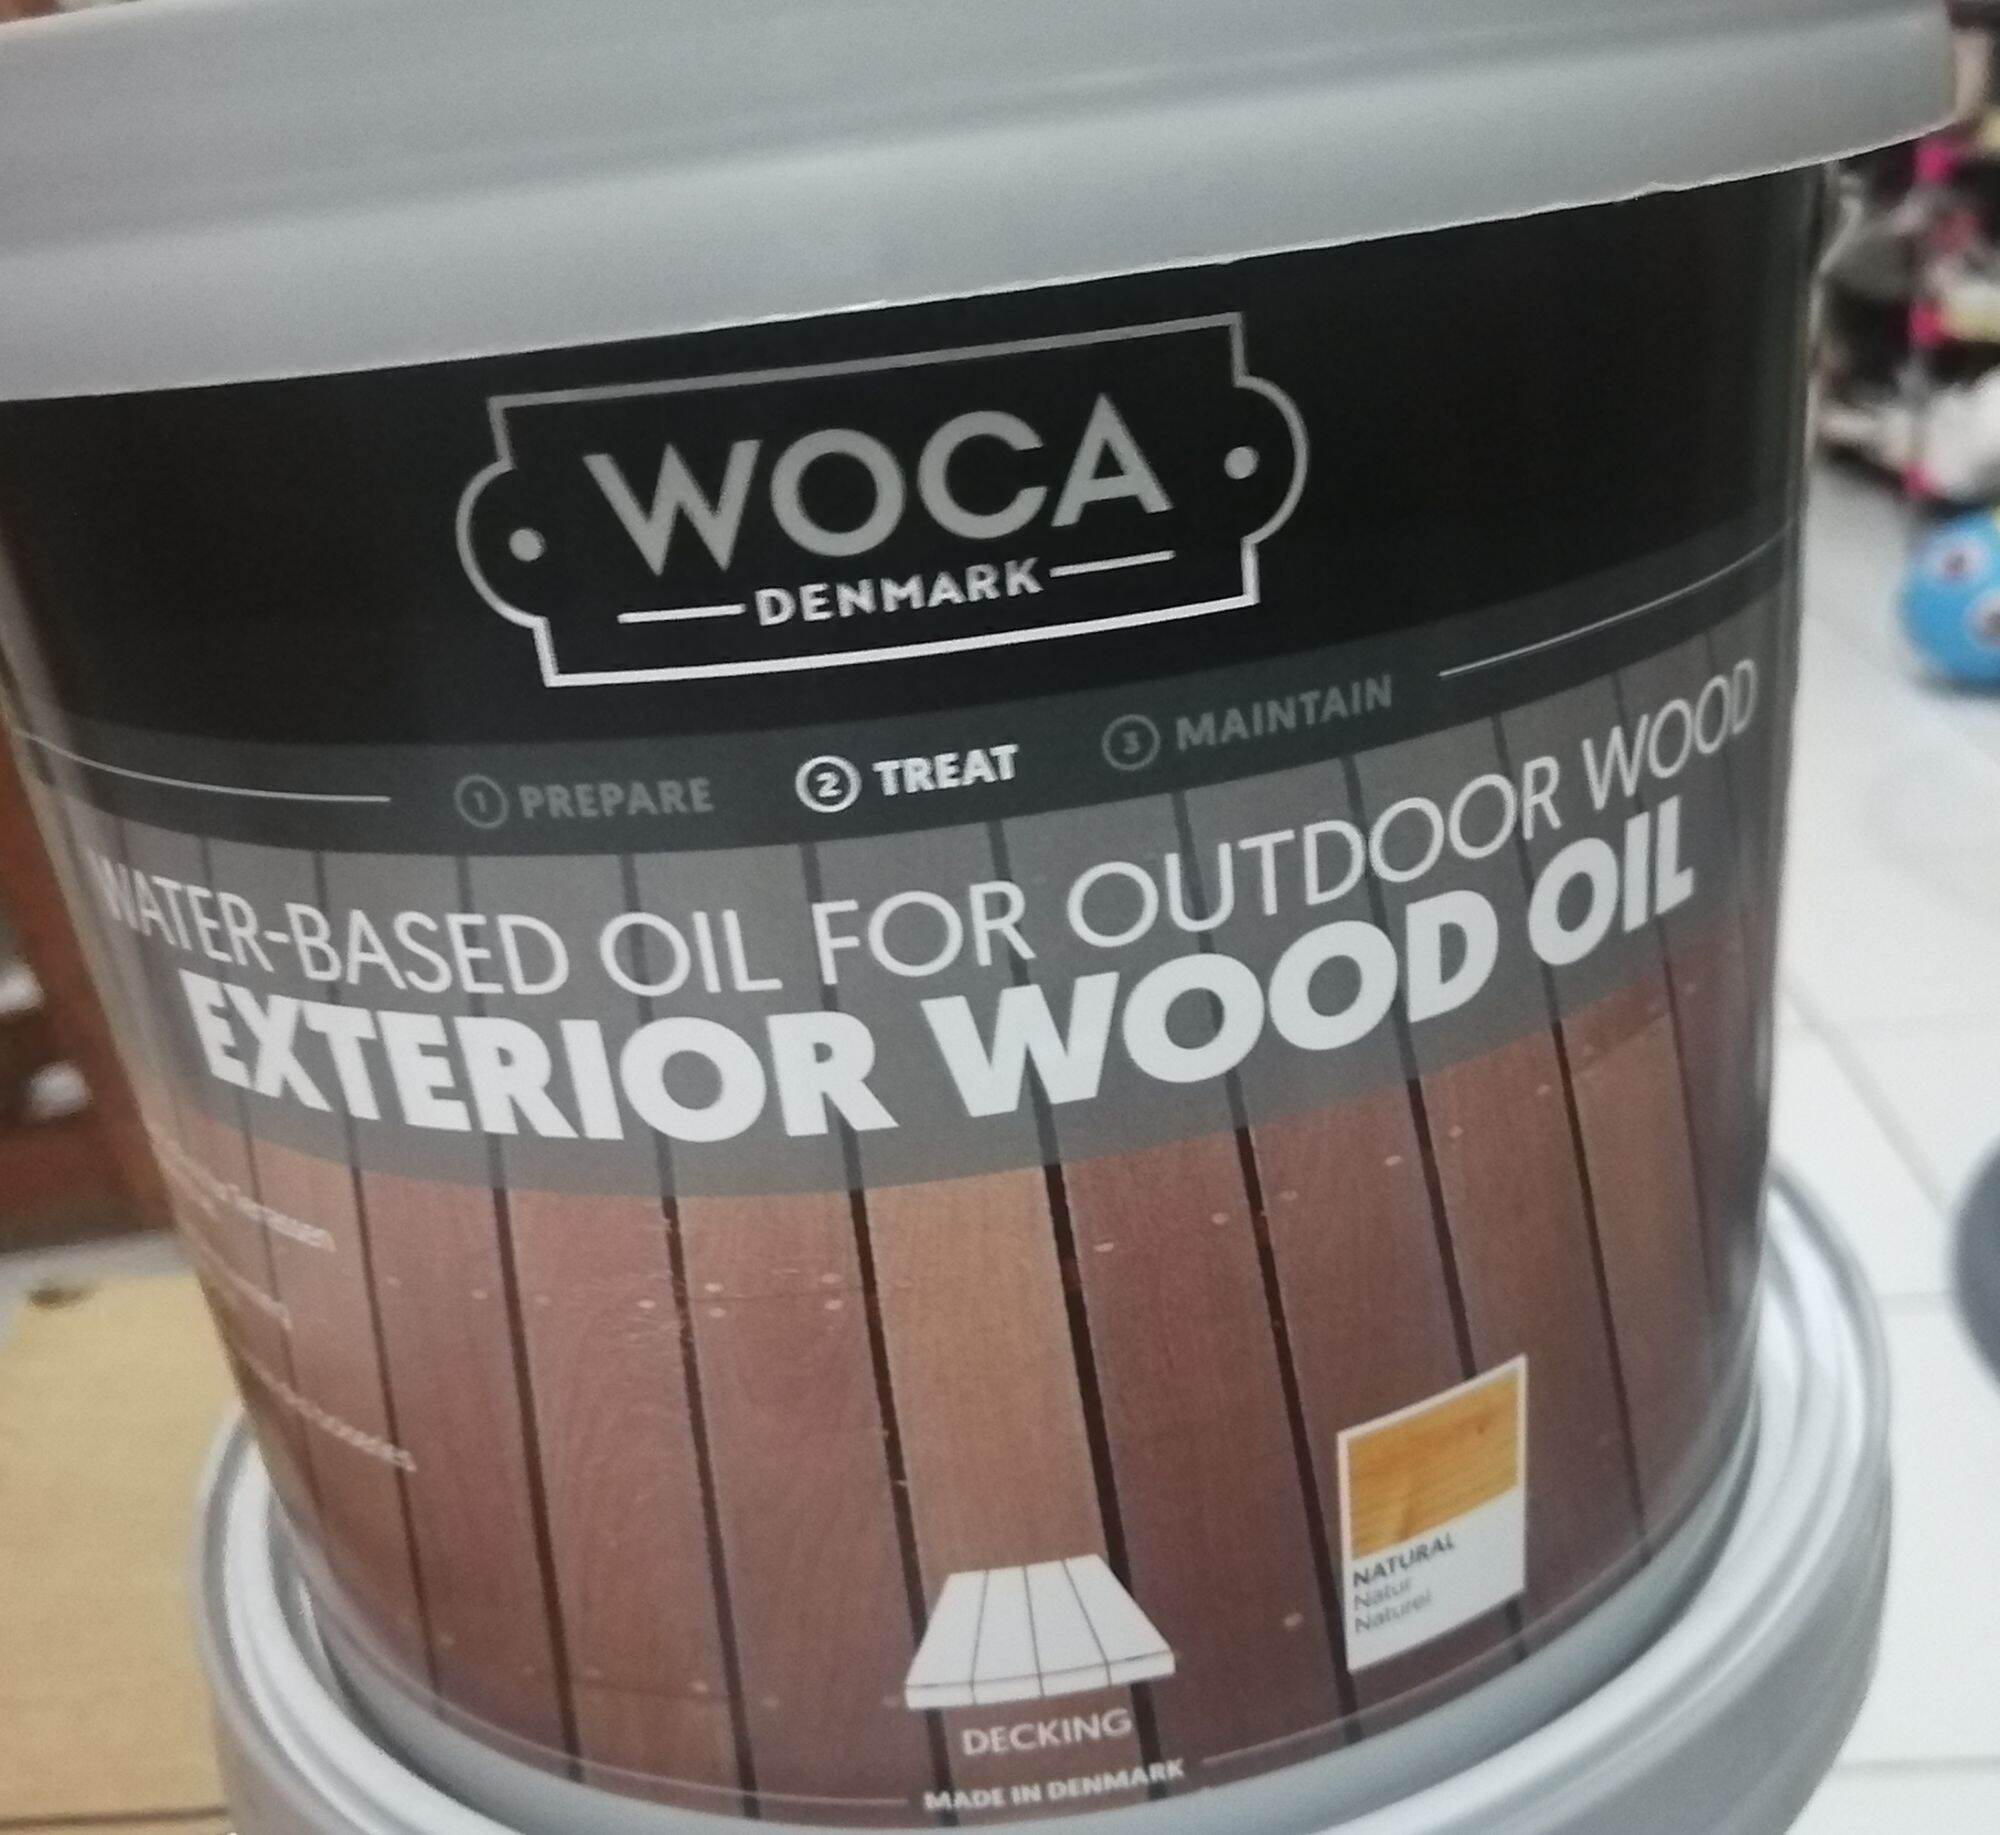 WOCA
DENMARK
1 PREPARE 2 TREAT 3 MAINTAIN
WATER-BASED OIL FOR OUTDOOR WOOD
EXTERIOR WOOD OIL
Terrassen
NATURAL
Natur
Naturel
DECKING
MADE IN DENMARK